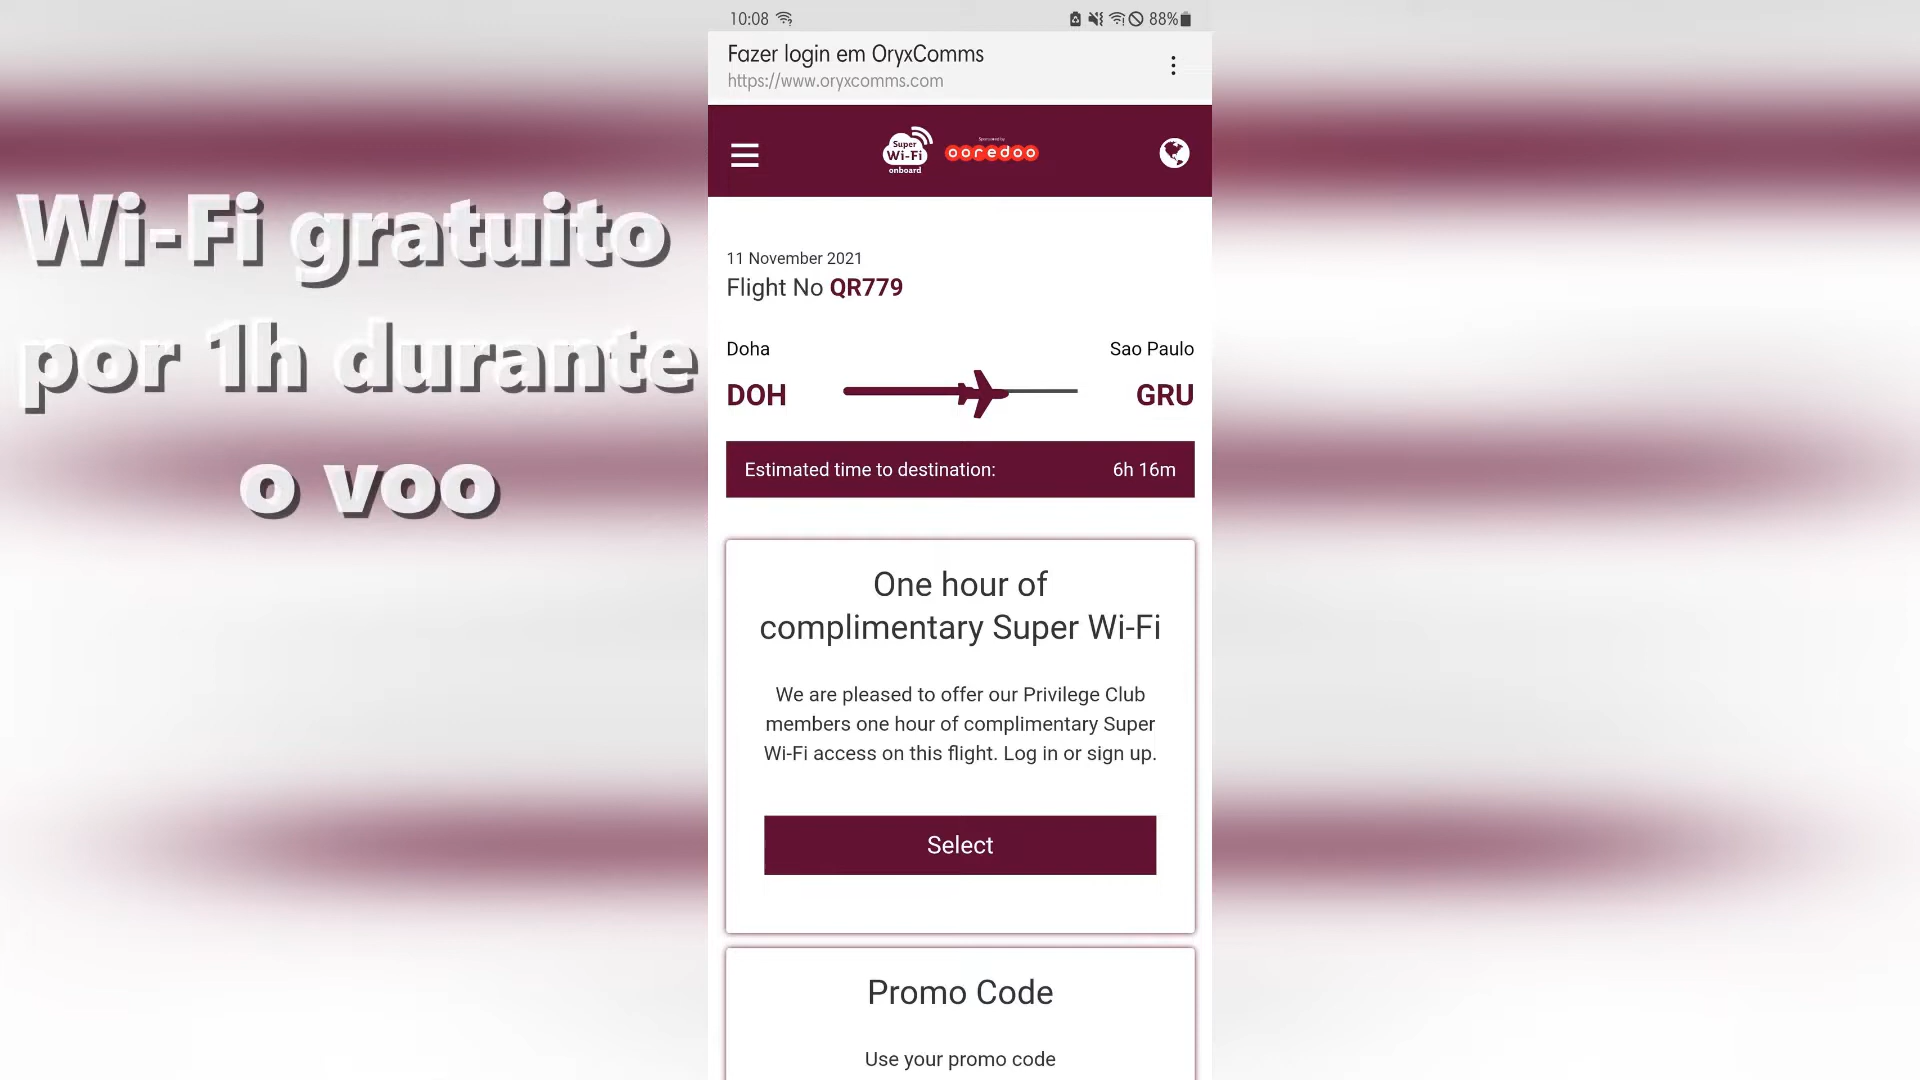 10:08
88%
Fazer login em OryxComms
https://www.oryxcomms.com
Super
Wi-Fi
onboard
Sponsored by
ooredoo
Wi-Fi gratuito
por 1h durante
o voo
11 November 2021
Flight No QR779
Doha
Sao Paulo
DOH
GRU
Estimated time to destination: 6h 16m
One hour of
complimentary Super Wi-Fi
We are pleased to offer our Privilege Club
members one hour of complimentary Super
Wi-Fi access on this flight. Log in or sign up.
Select
Promo Code
Use your promo code